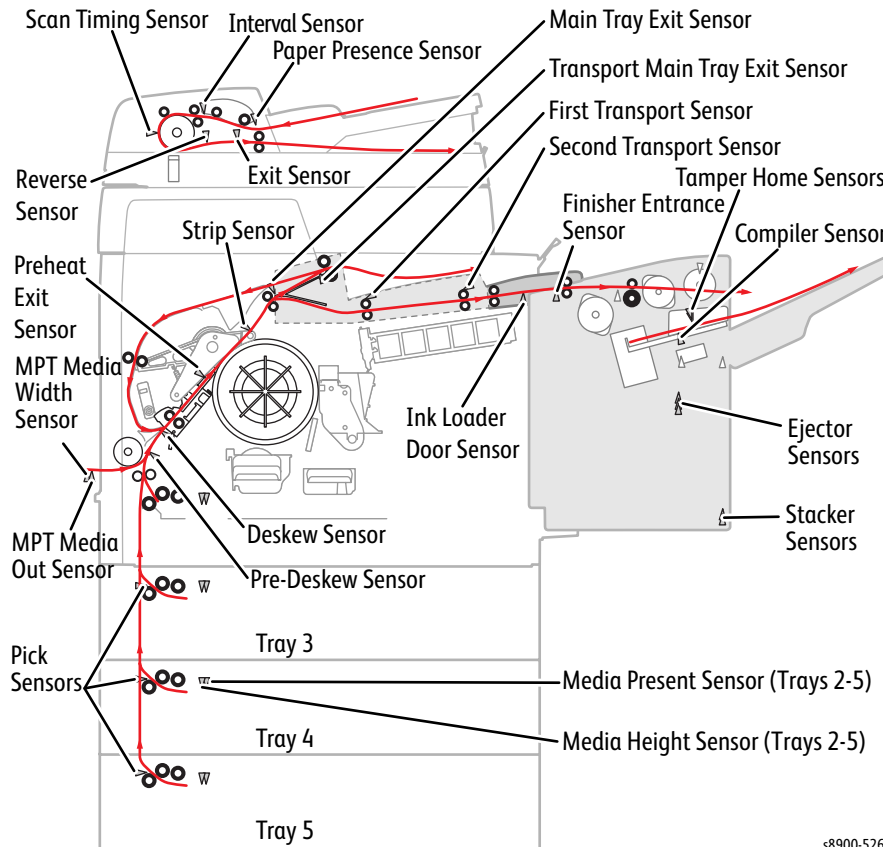 Scan Timing Sensor
Interval Sensor
Paper Presence Sensor
Main Tray Exit Sensor
Transport Main Tray Exit Sensor
First Transport Sensor
Second Transport Sensor
Tamper Home Sensors
Finisher Entrance
Sensor
Compiler Sensor
Reverse
Sensor
Exit Sensor
Strip Sensor
Preheat
Exit
Sensor
MPT Media
Width
Sensor
Ink Loader
Door Sensor
Ejector
Sensors
Stacker
Sensors
MPT Media
Out Sensor
Deskew Sensor
Pre-Deskew Sensor
Tray 3
Pick
Sensors
Media Present Sensor (Trays 2-5)
Tray 4
Media Height Sensor (Trays 2-5)
Tray 5
s8900-526